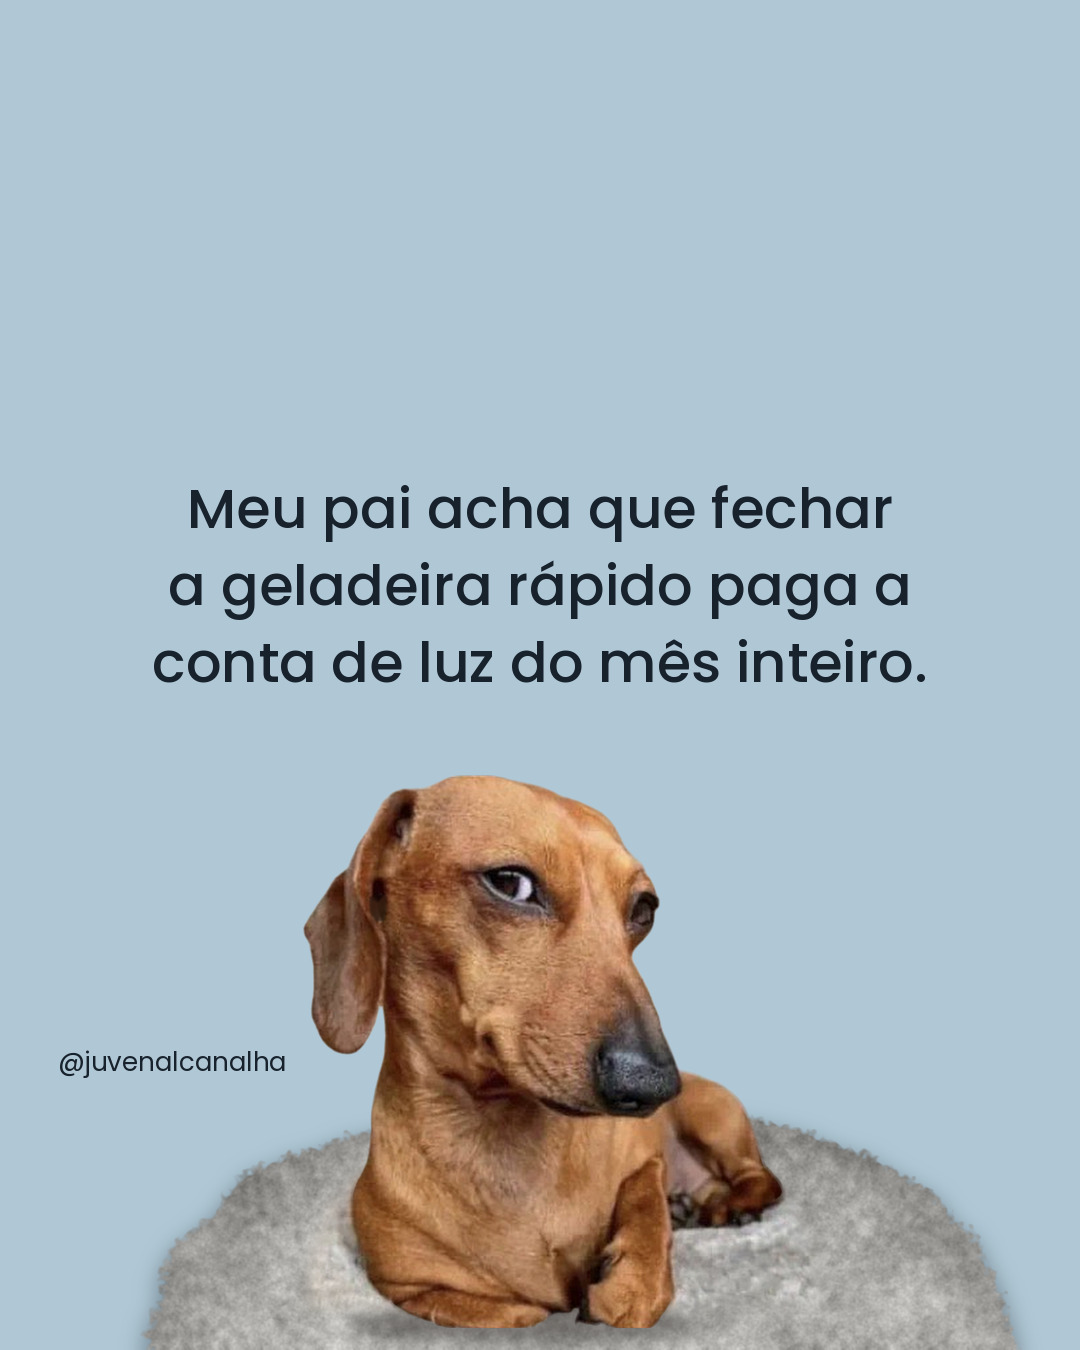 Meu pai acha que fechar
a geladeira rápido paga a
conta de luz do mês inteiro.
@juvenalcanalha